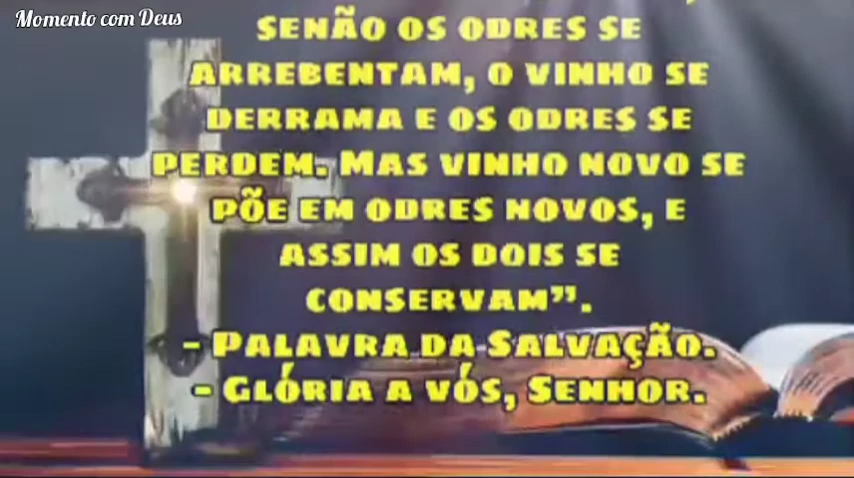 Momento com Deus
SENÃO OS ODRES SE
ARREBENTAM, O VINHO SE
DERRAMA E OS ODRES SE
PERDEM. MAS VINHO NOVO SE
PÕE EM ODRES NOVOS, E
ASSIM OS DOIS SE
CONSERVAM”.
- PALAVRA DA SALVAÇÃO.
- GLÓRIA A VÓS, SENHOR.